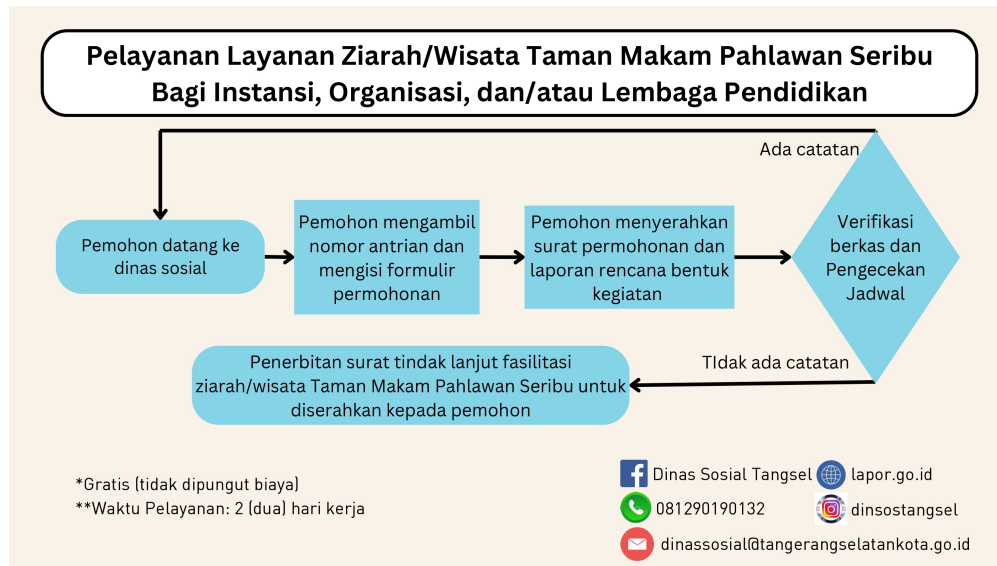 Pelayanan Layanan Ziarah/Wisata Taman Makam Pahlawan Seribu
Bagi Instansi, Organisasi, dan/atau Lembaga Pendidikan
Ada catatan
Pemohon datang ke
dinas sosial
Pemohon mengambil
nomor antrian dan
mengisi formulir
permohonan
Pemohon menyerahkan
surat permohonan dan
laporan rencana bentuk
kegiatan
Verifikasi
berkas dan
Pengecekan
Jadwal
TIdak ada catatan
Penerbitan surat tindak lanjut fasilitasi
ziarah/wisata Taman Makam Pahlawan Seribu untuk
diserahkan kepada pemohon
*Gratis (tidak dipungut biaya)
**Waktu Pelayanan: 2 (dua) hari kerja
Dinas Sosial Tangsel
lapor.go.id
081290190132
dinsostangsel
dinassosial@tangerangselatankota.go.id